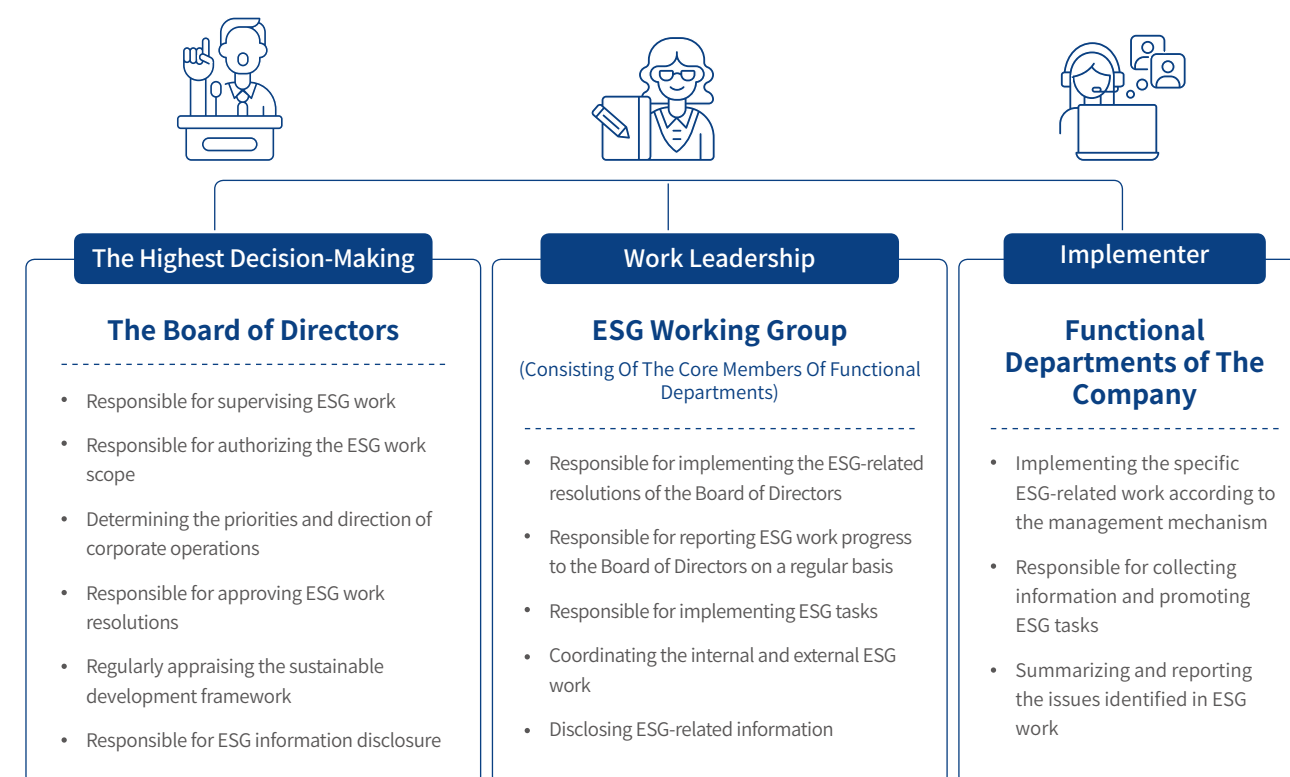 The Highest Decision-Making
The Board of Directors
• Responsible for supervising ESG work
• Responsible for authorizing the ESG work
scope
• Determining the priorities and direction of
corporate operations
• Responsible for approving ESG work
resolutions
• Regularly appraising the sustainable
development framework
• Responsible for ESG information disclosure
Work Leadership
ESG Working Group
(Consisting Of The Core Members Of Functional
Departments)
• Responsible for implementing the ESG-related
resolutions of the Board of Directors
• Responsible for reporting ESG work progress
to the Board of Directors on a regular basis
• Responsible for implementing ESG tasks
• Coordinating the internal and external ESG
work
• Disclosing ESG-related information
Implementer
Functional
Departments of The
Company
• Implementing the specific
ESG-related work according to
the management mechanism
• Responsible for collecting
information and promoting
ESG tasks
• Summarizing and reporting
the issues identified in ESG
work